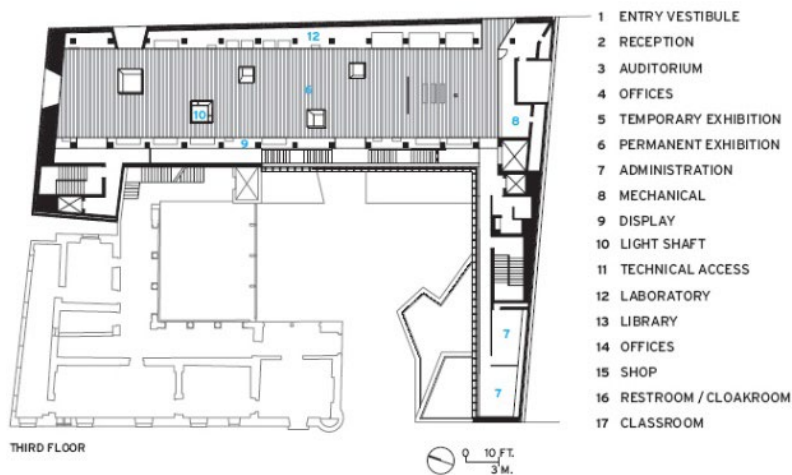 12
6
10
8
9
7
7
THIRD FLOOR
0 10 FT.
3 M.
1 ENTRY VESTIBULE
2 RECEPTION
3 AUDITORIUM
4 OFFICES
5 TEMPORARY EXHIBITION
6 PERMANENT EXHIBITION
7 ADMINISTRATION
8 MECHANICAL
9 DISPLAY
10 LIGHT SHAFT
11 TECHNICAL ACCESS
12 LABORATORY
13 LIBRARY
14 OFFICES
15 SHOP
16 RESTROOM / CLOAKROOM
17 CLASSROOM